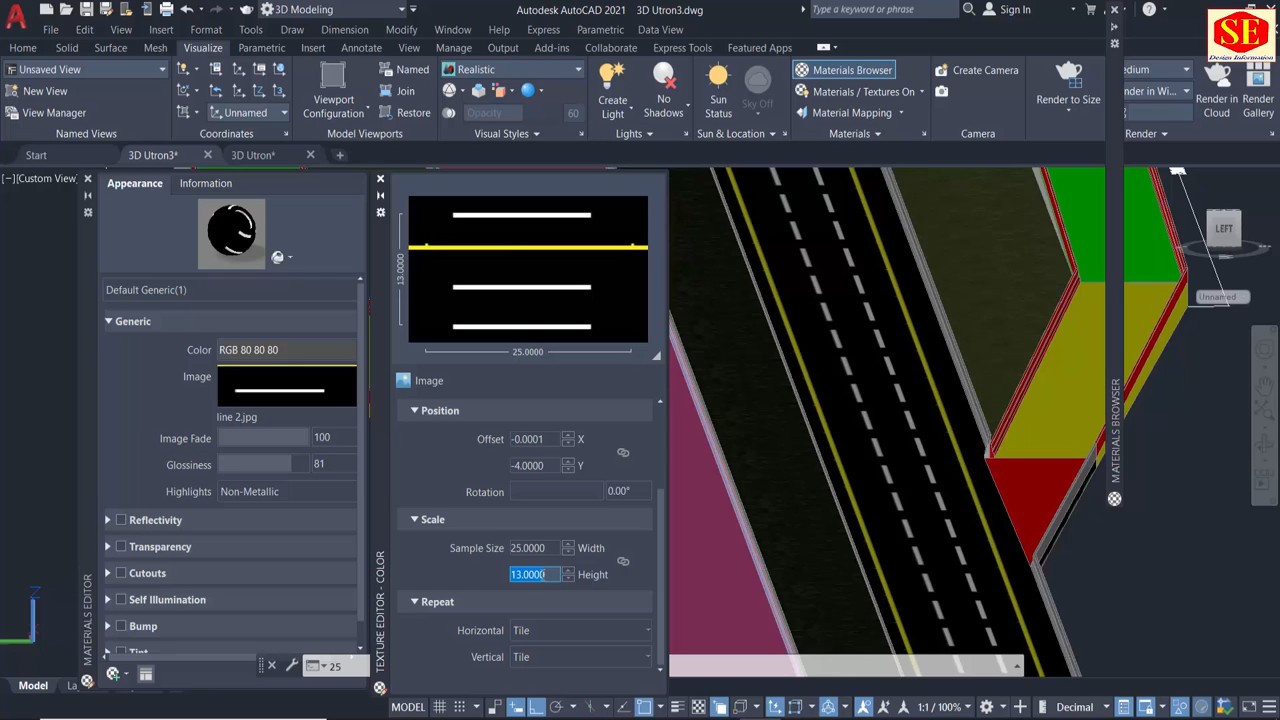 3D Modeling
Autodesk AutoCAD 2021 3D Utron3.dwg
Type a keyword or phrase
Sign In
SE
Design Information
File Edit View Insert Format Tools Draw Dimension Modify Window Help Express Parametric Data View
Home Solid Surface Mesh Visualize Parametric Insert Annotate View Manage Output Add-ins Collaborate Express Tools Featured Apps
Unsaved View
New View
View Manager
Named Views
Unnamed
Coordinates
Viewport
Configuration
Named
Join
Restore
Model Viewports
Realistic
Opacity 60
Visual Styles
Create
Light
No
Shadows
Lights
Sun
Status
Sky Off
Sun & Location
Materials Browser
Materials / Textures On
Material Mapping
Materials
Create Camera
Camera
Render to Size
edium
ender in Wi...
Render in
Cloud
Render
Gallery
Render
Start 3D Utron3* 3D Utron*
[−][Custom View]
Appearance Information
Default Generic(1)
Generic
Color RGB 80 80 80
Image
line 2.jpg
Image Fade 100
Glossiness 81
Highlights Non-Metallic
Reflectivity
Transparency
Cutouts
Self Illumination
Bump
MATERIALS EDITOR
25
13.0000
25.0000
Image
Position
Offset -0.0001 X
-4.0000 Y
Rotation 0.00°
Scale
Sample Size 25.0000 Width
13.0000 Height
Repeat
Horizontal Tile
Vertical Tile
TEXTURE EDITOR - COLOR
MATERIALS BROWSER
LEFT
Unnamed
Z
Model
MODEL 1:1 / 100% Decimal